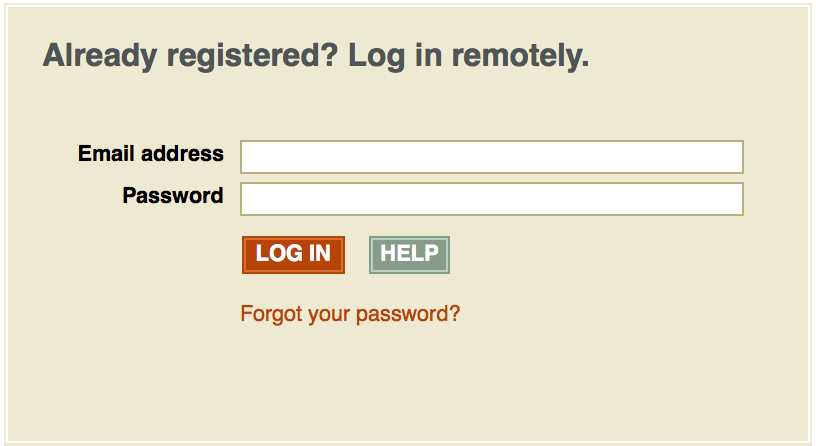 Already registered? Log in remotely.
Email address
Password
LOG IN HELP
Forgot your password?